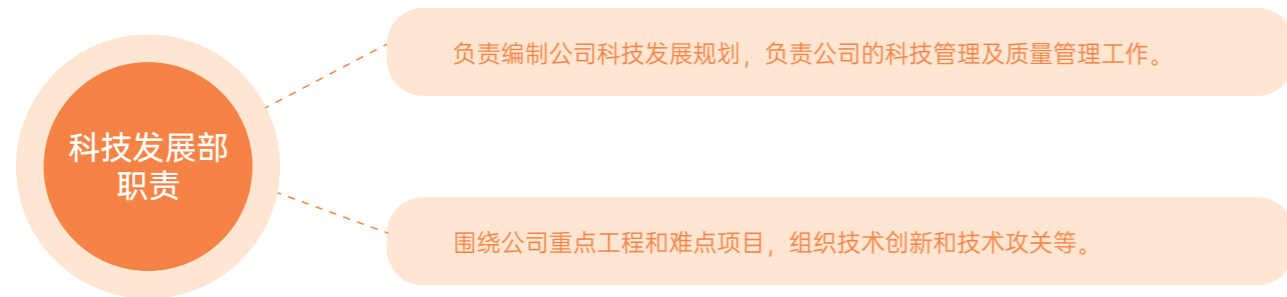 科技发展部
职责
负责编制公司科技发展规划，负责公司的科技管理及质量管理工作。
围绕公司重点工程和难点项目，组织技术创新和技术攻关等。